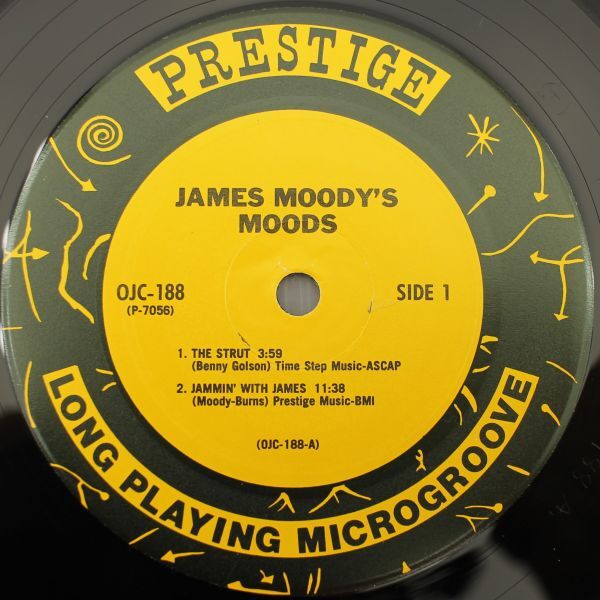 PRESTIGE
JAMES MOODY'S
MOODS
OJC-188
(P-7056)
SIDE 1
1. THE STRUT 3:59
(Benny Golson) Time Step Music-ASCAP
2. JAMMIN' WITH JAMES 11:38
(Moody-Burns) Prestige Music-BMI
(OJC-188-A)
LONG PLAYING MICROGROOVE